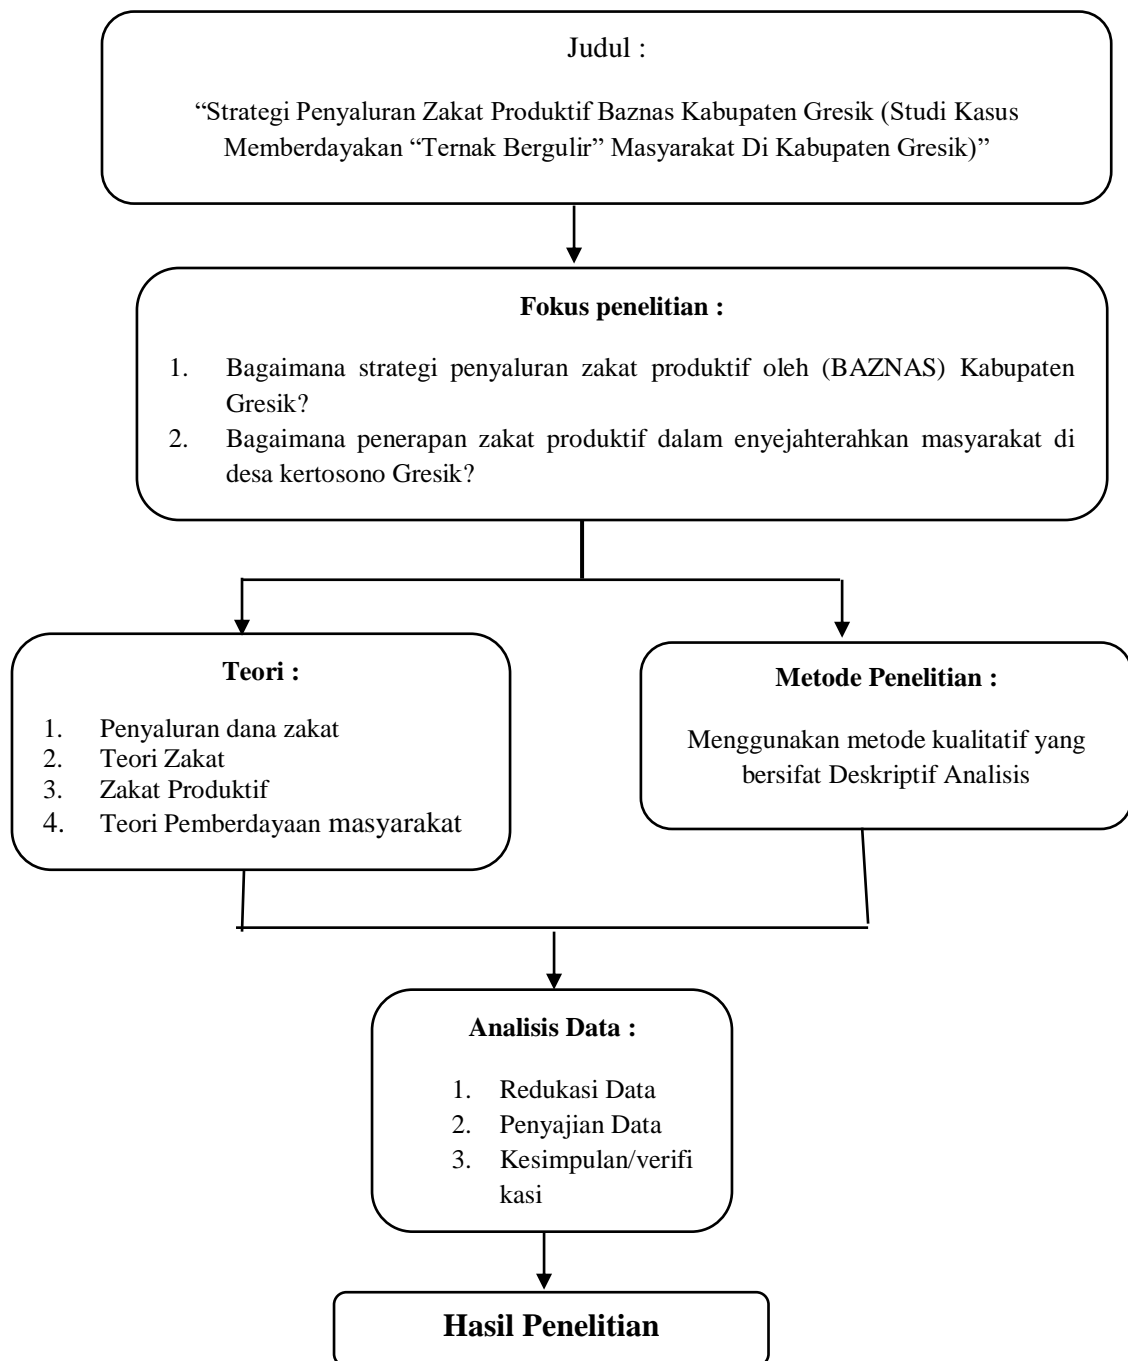 Judul :
“Strategi Penyaluran Zakat Produktif Baznas Kabupaten Gresik (Studi Kasus
Memberdayakan “Ternak Bergulir” Masyarakat Di Kabupaten Gresik)”
Fokus penelitian :
1. Bagaimana strategi penyaluran zakat produktif oleh (BAZNAS) Kabupaten
Gresik?
2. Bagaimana penerapan zakat produktif dalam enyejahterahkan masyarakat di
desa kertosono Gresik?
Teori :
1. Penyaluran dana zakat
2. Teori Zakat
3. Zakat Produktif
4. Teori Pemberdayaan masyarakat
Metode Penelitian :
Menggunakan metode kualitatif yang
bersifat Deskriptif Analisis
Analisis Data :
1. Redukasi Data
2. Penyajian Data
3. Kesimpulan/verifi
kasi
Hasil Penelitian